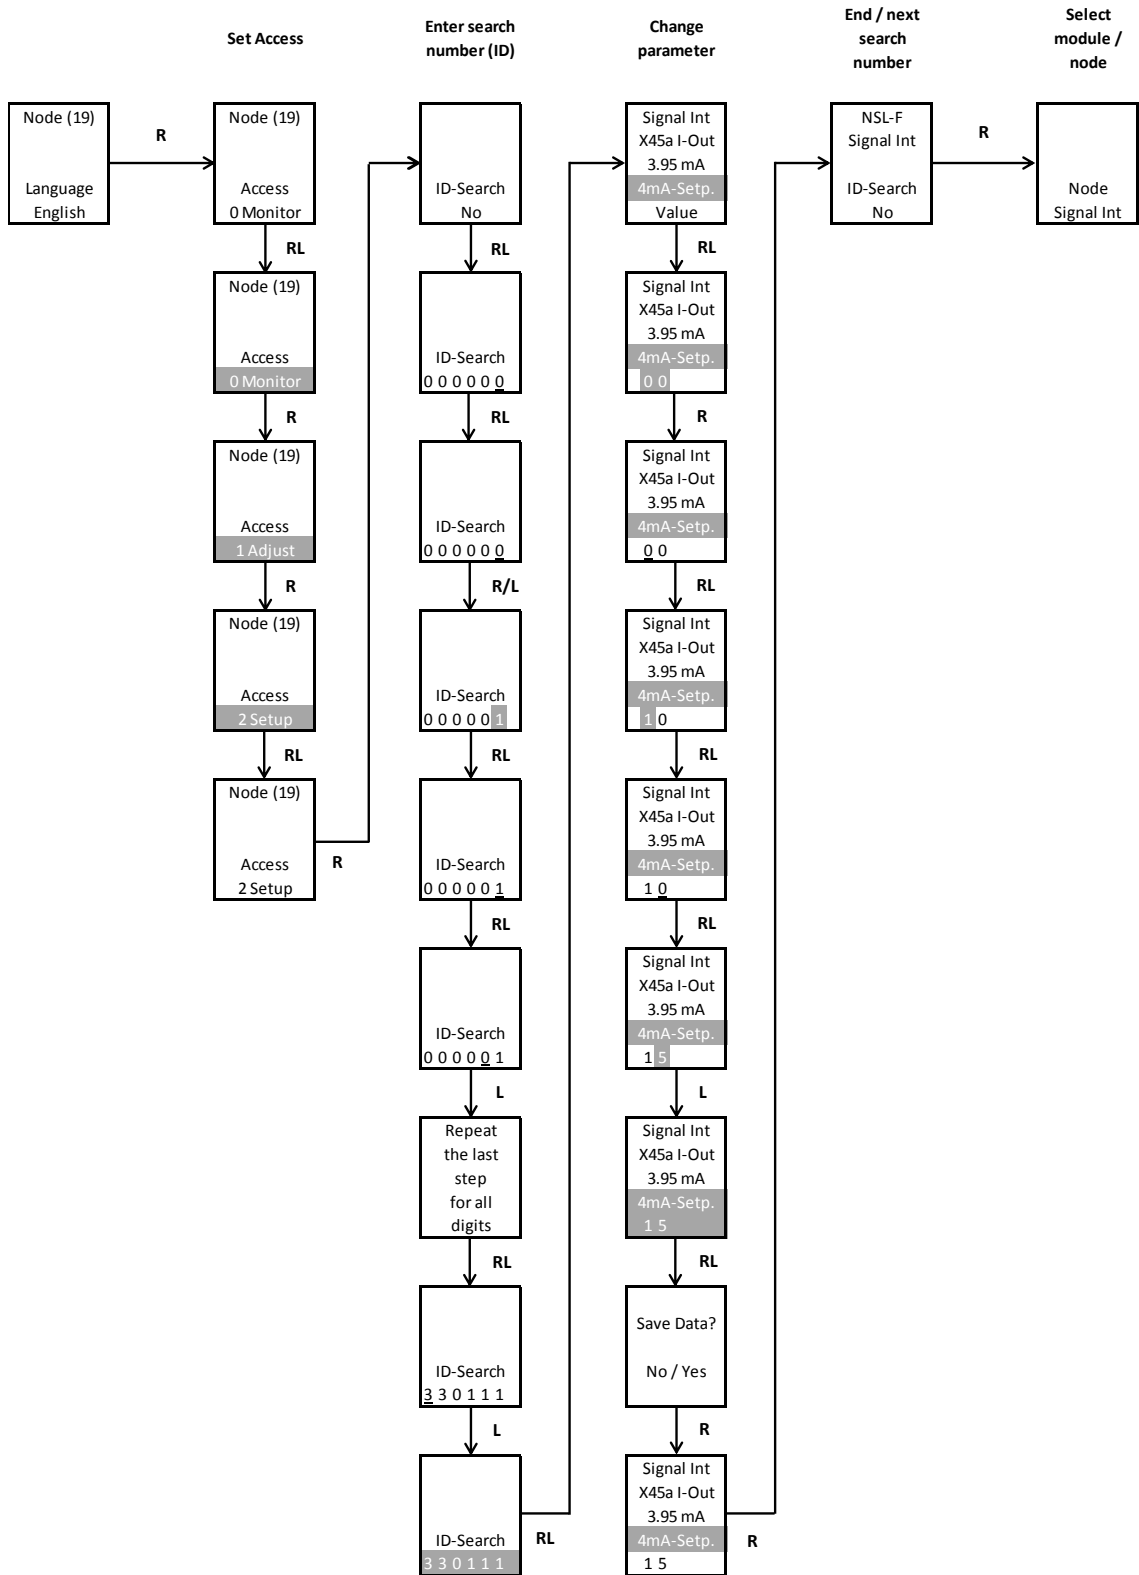 Set Access
Enter search
number (ID)
Change
parameter
End / next
search
number
Select
module /
node
Node (19)
Language
English
R
Node (19)
Access
0 Monitor
RL
Node (19)
Access
0 Monitor
R
Node (19)
Access
1 Adjust
R
Node (19)
Access
2 Setup
RL
Node (19)
Access
2 Setup
R
ID-Search
No
RL
ID-Search
0 0 0 0 0 0
RL
ID-Search
0 0 0 0 0 0
R/L
ID-Search
0 0 0 0 0 1
RL
ID-Search
0 0 0 0 0 1
RL
ID-Search
0 0 0 0 0 1
L
Repeat
the last
step
for all
digits
RL
ID-Search
3 3 0 1 1 1
L
ID-Search
3 3 0 1 1 1
RL
Signal Int
X45a I-Out
3.95 mA
4mA-Setp.
Value
RL
Signal Int
X45a I-Out
3.95 mA
4mA-Setp.
0 0
R
Signal Int
X45a I-Out
3.95 mA
4mA-Setp.
0 0
RL
Signal Int
X45a I-Out
3.95 mA
4mA-Setp.
1 0
RL
Signal Int
X45a I-Out
3.95 mA
4mA-Setp.
1 0
RL
Signal Int
X45a I-Out
3.95 mA
4mA-Setp.
1 5
L
Signal Int
X45a I-Out
3.95 mA
4mA-Setp.
1 5
RL
Save Data?
No / Yes
R
Signal Int
X45a I-Out
3.95 mA
4mA-Setp.
1 5
R
NSL-F
Signal Int
ID-Search
No
R
Node
Signal Int